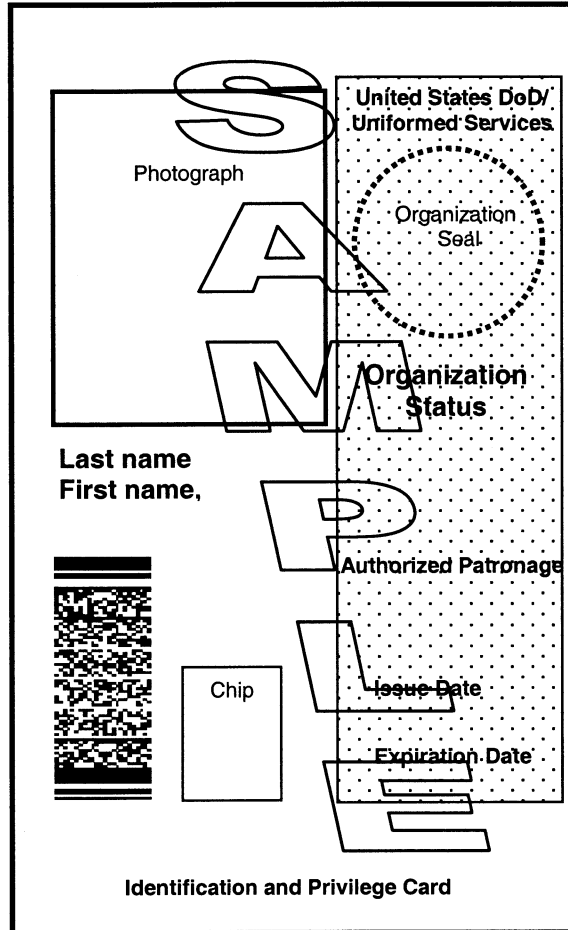 SAMPLE
United States DoD/
Uniformed Services
Photograph
Organization
Seal
Organization
Status
Last name
First name,
Authorized Patronage
Chip
Issue Date
Expiration Date
Identification and Privilege Card